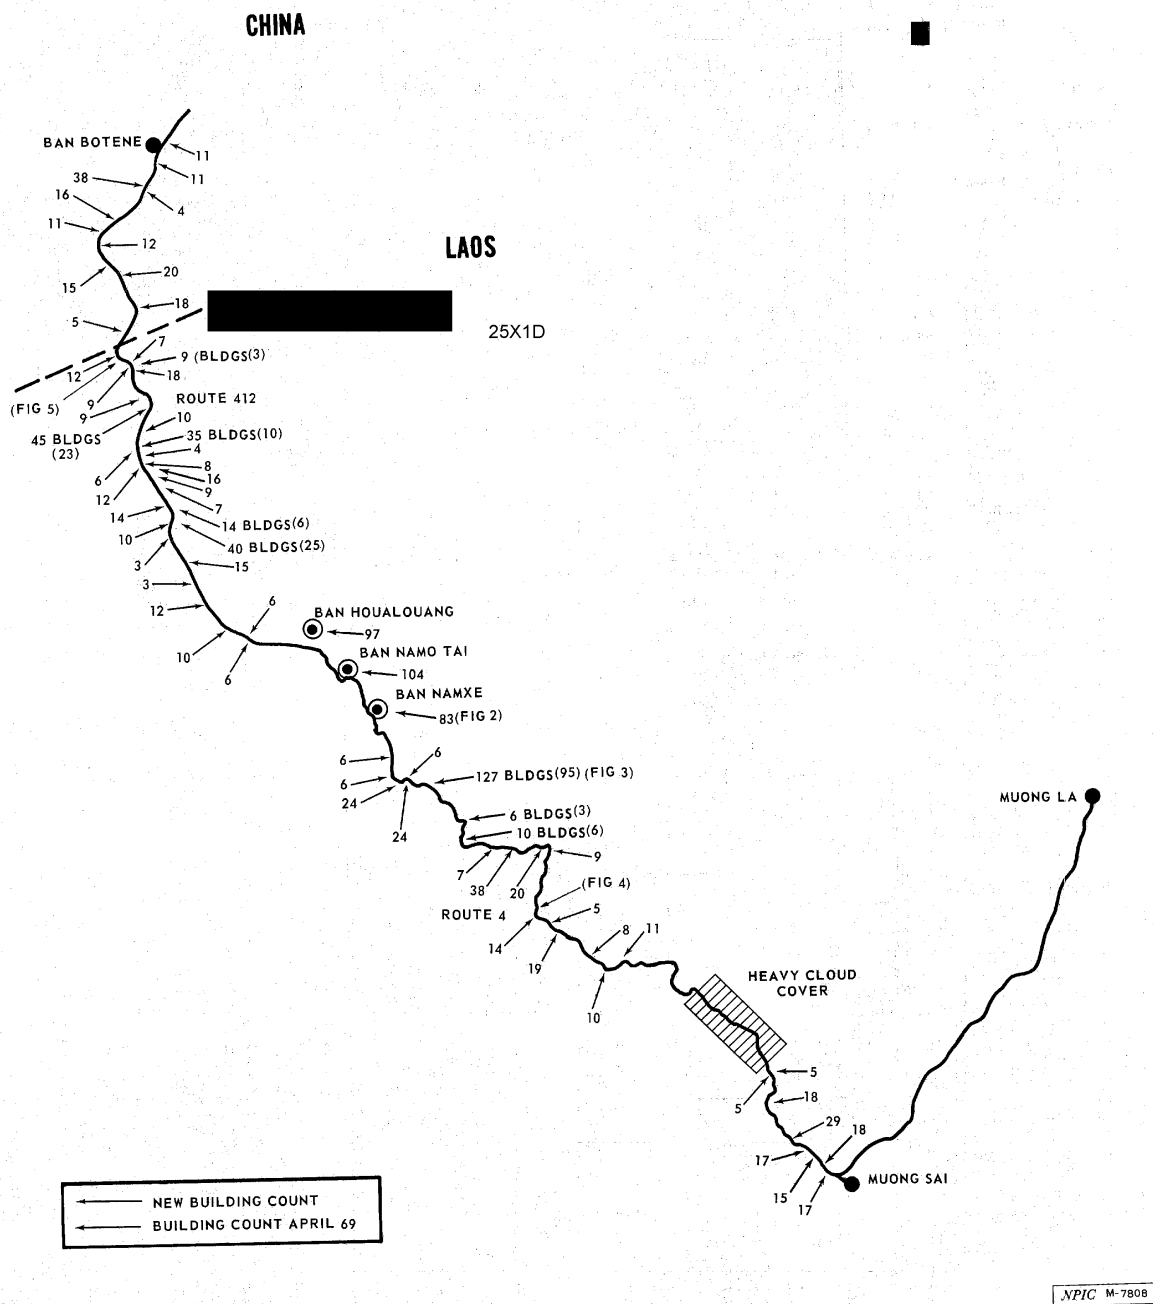 CHINA
BAN BOTENE
11
11
38
4
16
11
12
20
15
18
5
LAOS
25X1D
7
9 (BLDGS(3)
12
18
(FIG 5)
9
9
ROUTE 412
10
45 BLDGS
(23)
35 BLDGS(10)
4
8
6
16
9
12
7
14
14 BLDGS(6)
10
40 BLDGS(25)
3
15
3
12
6
10
6
BAN HOUALOUANG
97
BAN NAMO TAI
104
BAN NAMXE
83(FIG 2)
6
6
6
127 BLDGS(95) (FIG 3)
24
24
6 BLDGS(3)
10 BLDGS(6)
9
7
38
20
(FIG 4)
ROUTE 4
5
14
8
11
19
10
MUONG LA
HEAVY CLOUD
COVER
5
5
18
29
18
17
15
17
MUONG SAI
NEW BUILDING COUNT
BUILDING COUNT APRIL 69
NPIC M-7808